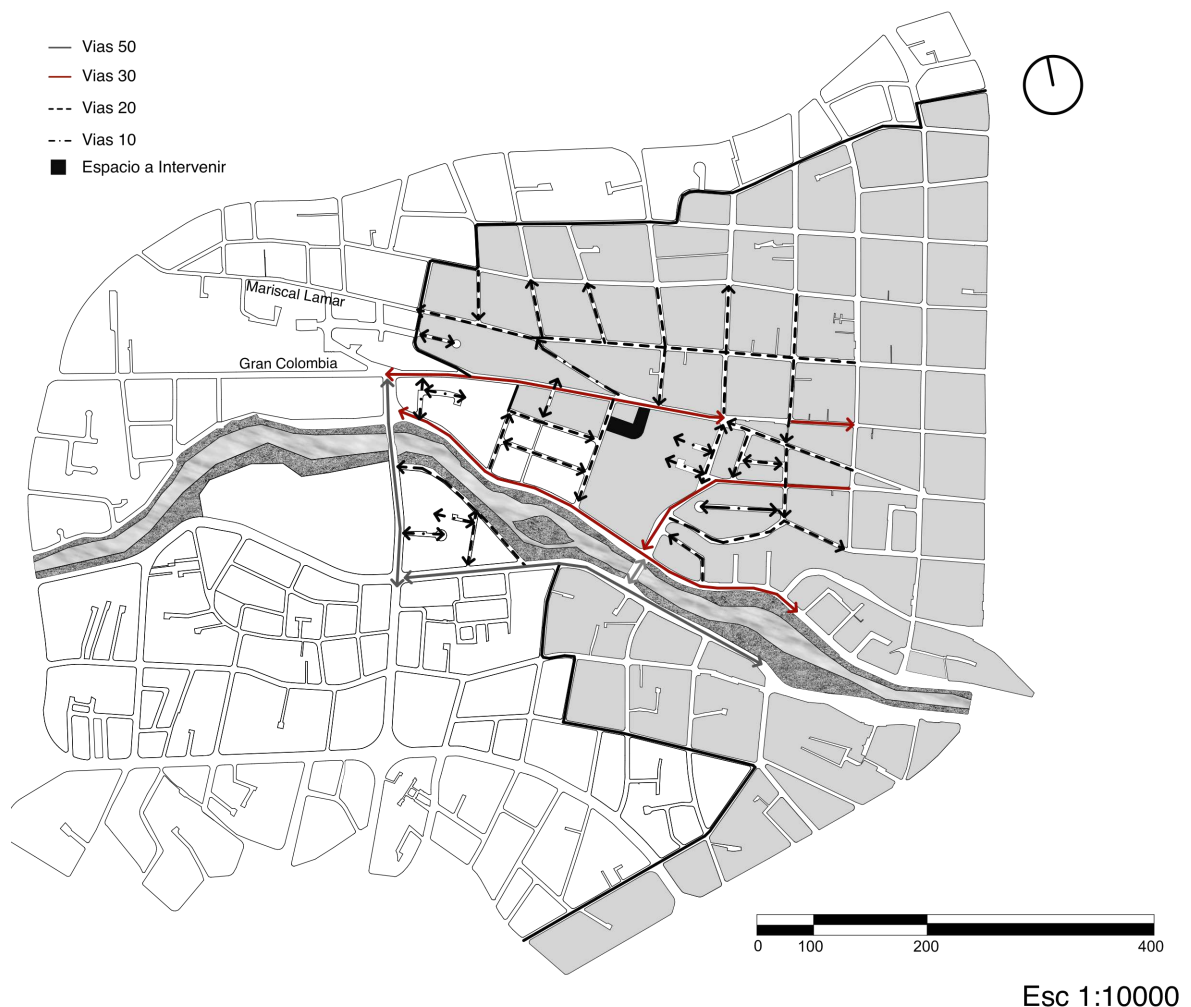 Vias 50
Vias 30
Vias 20
Vias 10
Espacio a Intervenir
Mariscal Lamar
Gran Colombia
0 100 200 400
Esc 1:10000